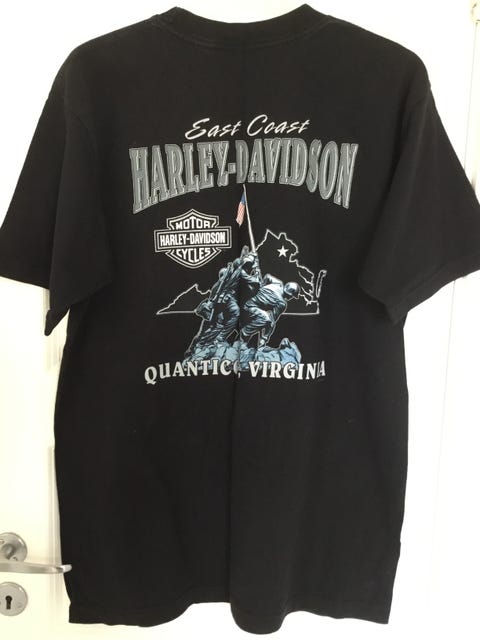 East Coast
HARLEY-DAVIDSON
MOTOR
HARLEY-DAVIDSON
CYCLES
QUANTICO, VIRGINIA